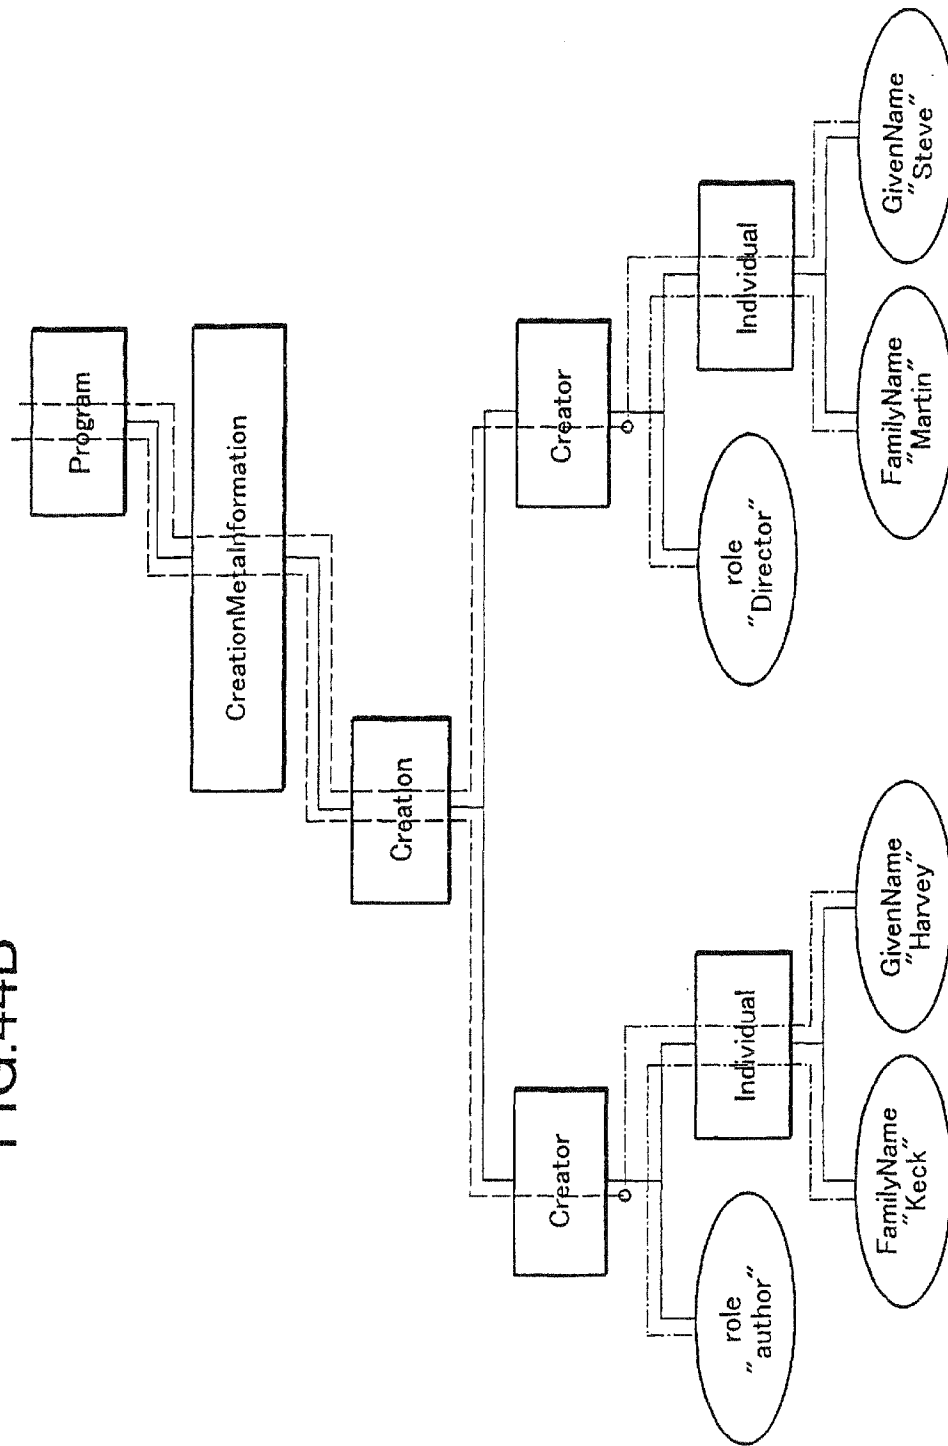 FIG.44B
Program
CreationMetaInformation
Creation
Creator
Creator
role
"author"
Individual
role
"Director"
Individual
FamilyName
"Keck"
GivenName
"Harvey"
FamilyName
"Martin"
GivenName
"Steve"